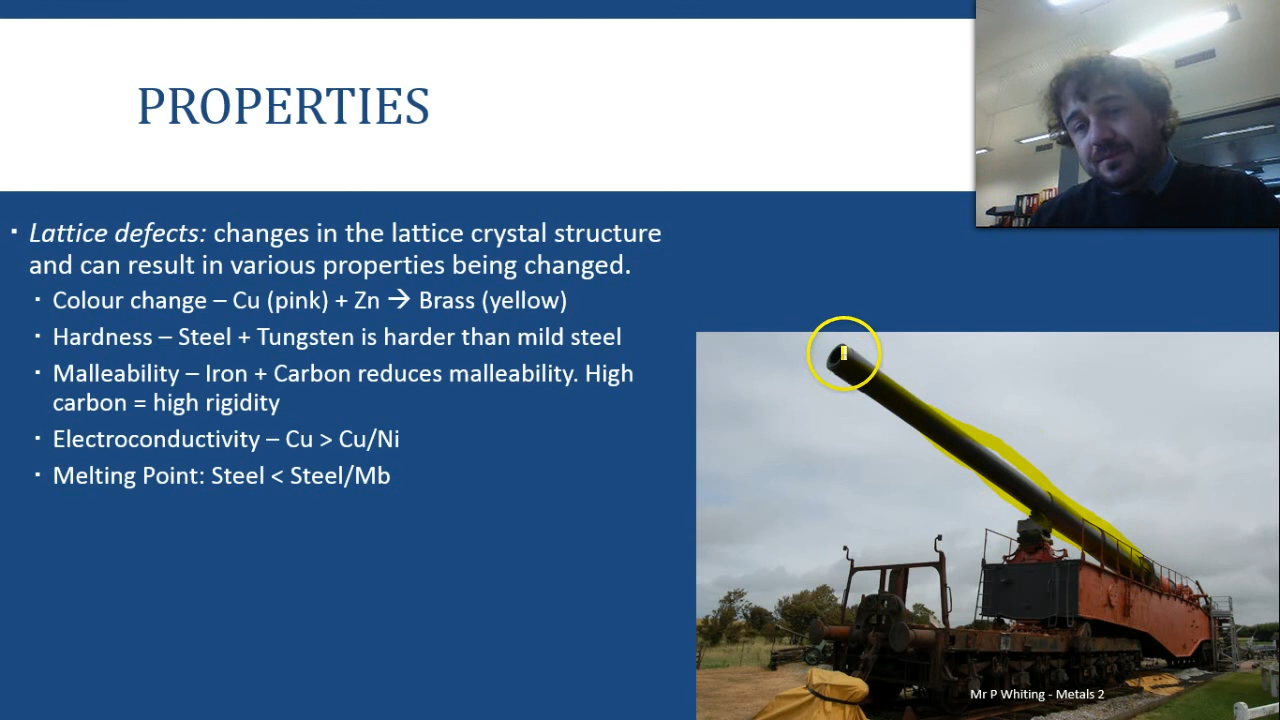 PROPERTIES
▪ Lattice defects: changes in the lattice crystal structure
and can result in various properties being changed.
▪ Colour change – Cu (pink) + Zn → Brass (yellow)
▪ Hardness – Steel + Tungsten is harder than mild steel
▪ Malleability – Iron + Carbon reduces malleability. High
carbon = high rigidity
▪ Electroconductivity – Cu > Cu/Ni
▪ Melting Point: Steel < Steel/Mb
Mr P Whiting - Metals 2